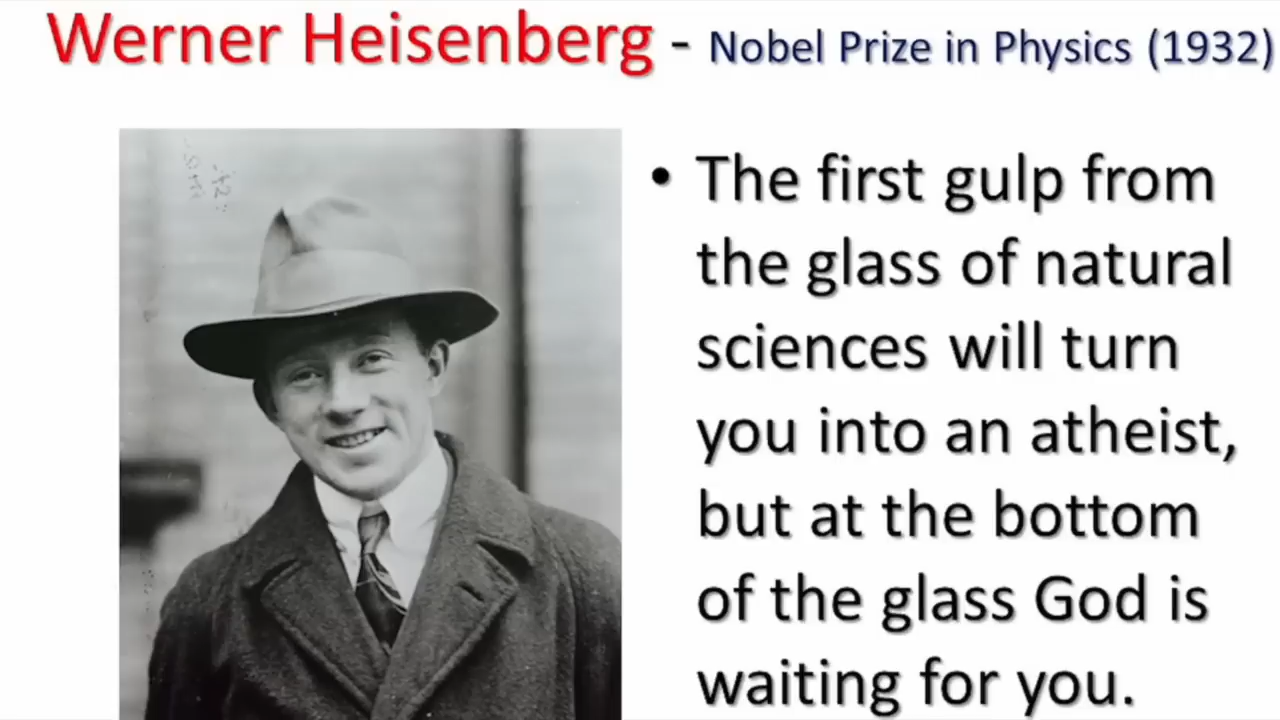 Werner Heisenberg - Nobel Prize in Physics (1932)
• The first gulp from
the glass of natural
sciences will turn
you into an atheist,
but at the bottom
of the glass God is
waiting for you.